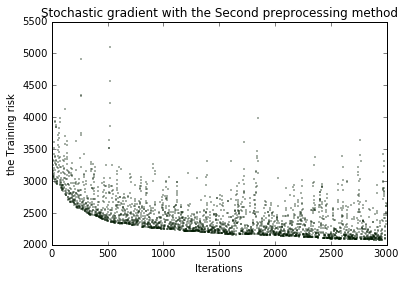 Stochastic gradient with the Second preprocessing method
5500
5000
4500
4000
3500
3000
2500
2000
the Training risk
0 500 1000 1500 2000 2500 3000
Iterations